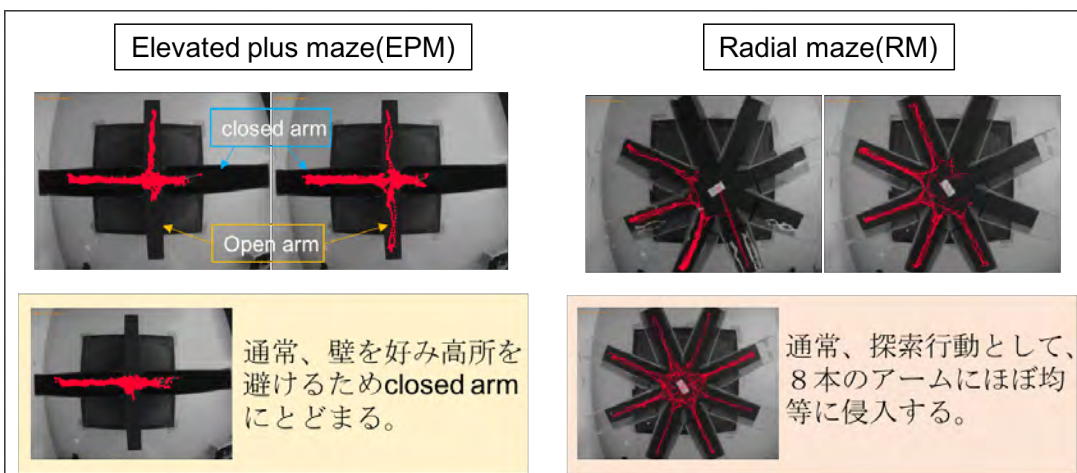 Elevated plus maze(EPM)
Radial maze(RM)
closed arm
Open arm
通常、壁を好み高所を
避けるためclosed arm
にとどまる。
通常、探索行動として、
８本のアームにほぼ均
等に侵入する。